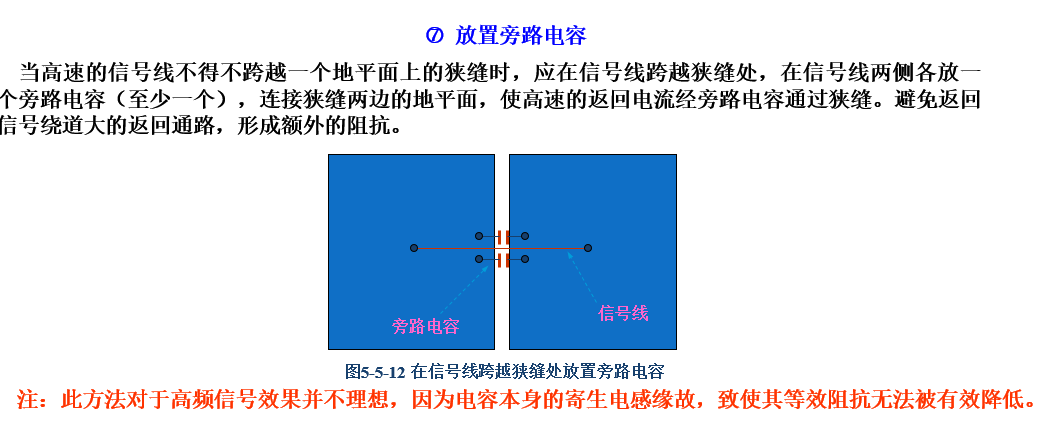 ⑦ 放置旁路电容
当高速的信号线不得不跨越一个地平面上的狭缝时，应在信号线跨越狭缝处，在信号线两侧各放一
个旁路电容（至少一个），连接狭缝两边的地平面，使高速的返回电流经旁路电容通过狭缝。避免返回
信号绕道大的返回通路，形成额外的阻抗。
信号线
旁路电容
图5-5-12 在信号线跨越狭缝处放置旁路电容
注：此方法对于高频信号效果并不理想，因为电容本身的寄生电感缘故，致使其等效阻抗无法被有效降低。